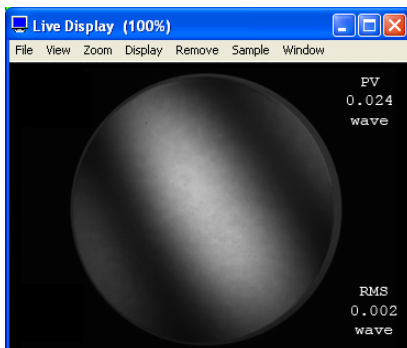 Live Display (100%)
File View Zoom Display Remove Sample Window
PV
0.024
wave
RMS
0.002
wave